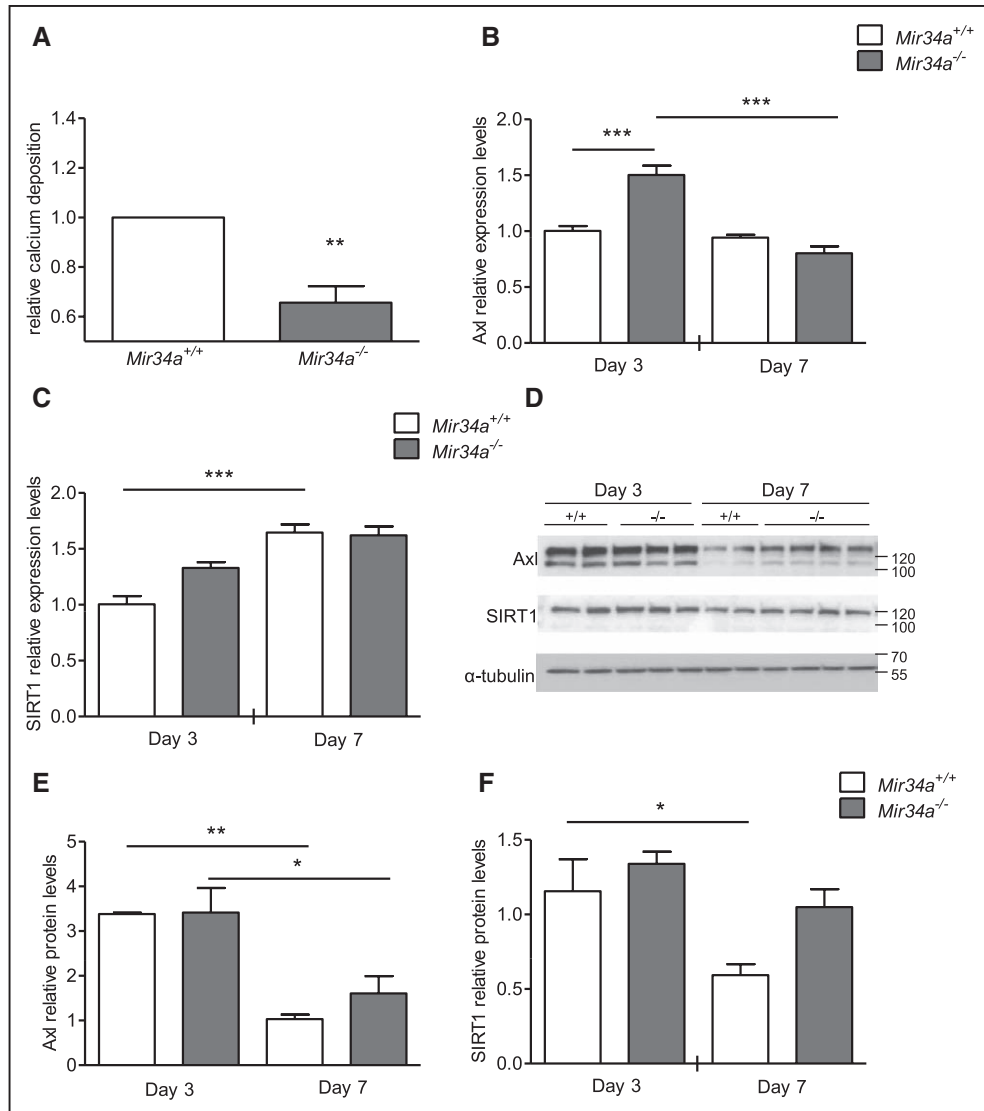 A
relative calcium deposition
1.4
1.2
1.0
0.8
0.6
**
Mir34a+/+
Mir34a-/-
B
Mir34a+/+
Mir34a-/-
Axl relative expression levels
2.0
1.5
1.0
0.5
0.0
***
***
Day 3
Day 7
C
Mir34a+/+
Mir34a-/-
SIRT1 relative expression levels
2.0
1.5
1.0
0.5
0.0
***
Day 3
Day 7
D
Day 3
Day 7
+/+
-/-
+/+
-/-
Axl
120
100
SIRT1
120
100
α-tubulin
70
55
E
Axl relative protein levels
5
4
3
2
1
0
**
*
Day 3
Day 7
F
Mir34a+/+
Mir34a-/-
SIRT1 relative protein levels
1.5
1.0
0.5
0.0
*
Day 3
Day 7